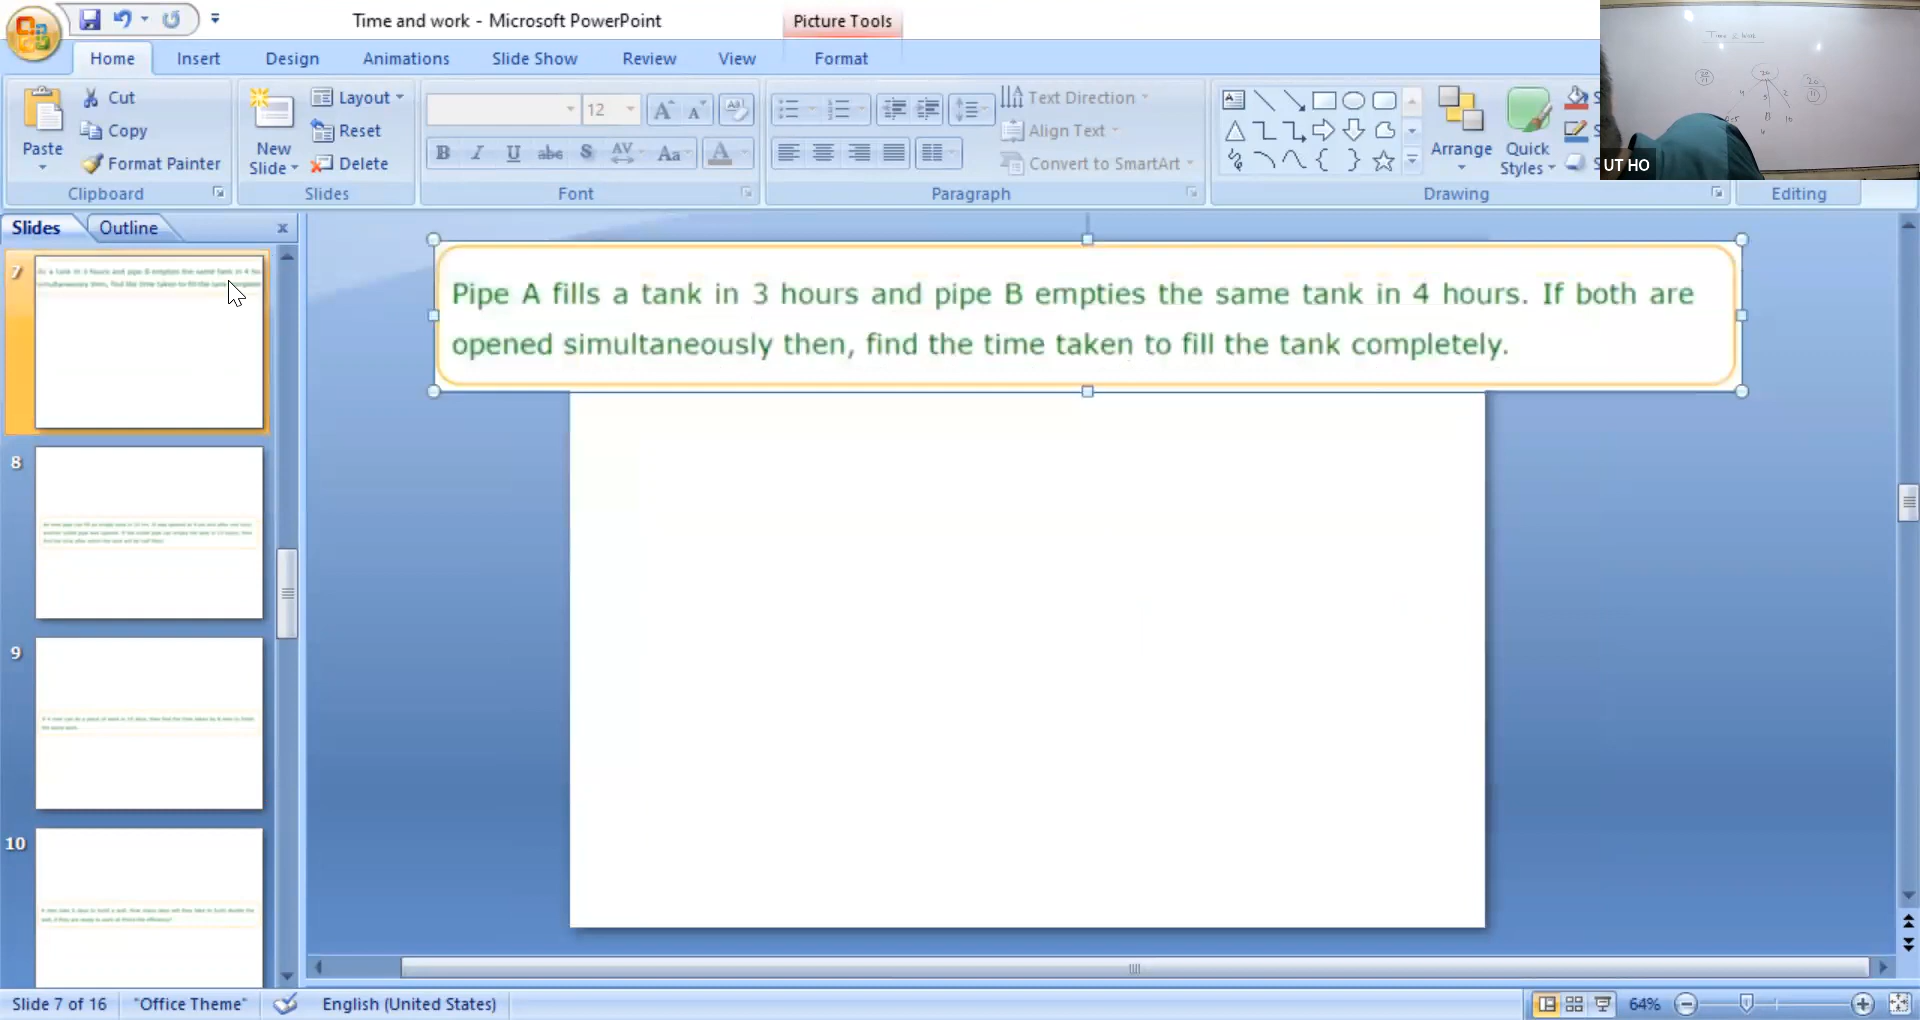 Time and work - Microsoft PowerPoint
Picture Tools
Home
Insert
Design
Animations
Slide Show
Review
View
Format
Paste
Cut
Copy
Format Painter
Clipboard
New
Slide
Layout
Reset
Delete
Slides
12
Font
Text Direction
Align Text
Convert to SmartArt
Paragraph
Arrange
Quick
Styles
Drawing
Editing
UT HO
Slides
Outline
7
8
9
10
Pipe A fills a tank in 3 hours and pipe B empties the same tank in 4 hours. If both are
opened simultaneously then, find the time taken to fill the tank completely.
Slide 7 of 16
"Office Theme"
English (United States)
64%